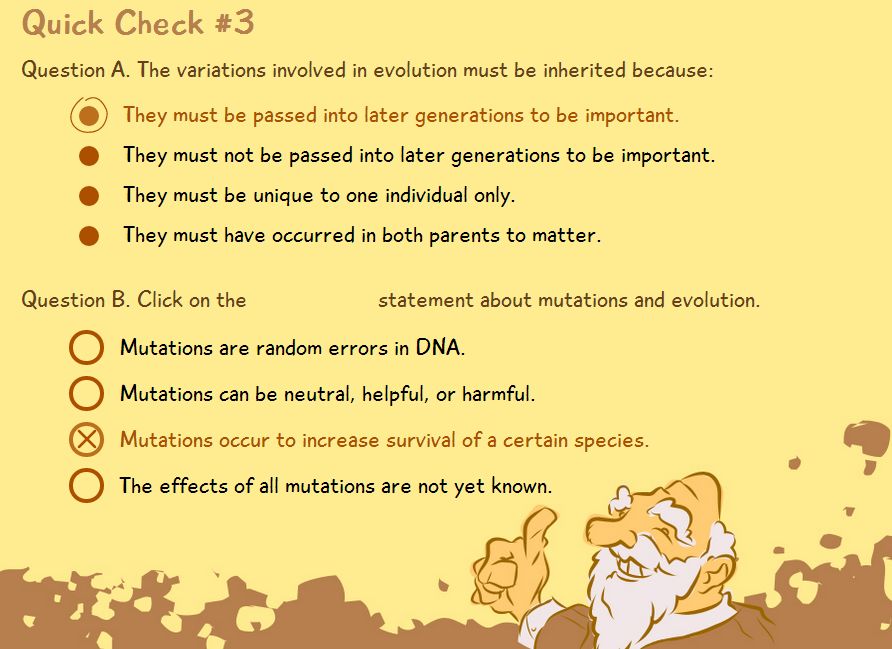 Quick Check #3
Question A. The variations involved in evolution must be inherited because:
They must be passed into later generations to be important.
They must not be passed into later generations to be important.
They must be unique to one individual only.
They must have occurred in both parents to matter.
Question B. Click on the statement about mutations and evolution.
Mutations are random errors in DNA.
Mutations can be neutral, helpful, or harmful.
Mutations occur to increase survival of a certain species.
The effects of all mutations are not yet known.